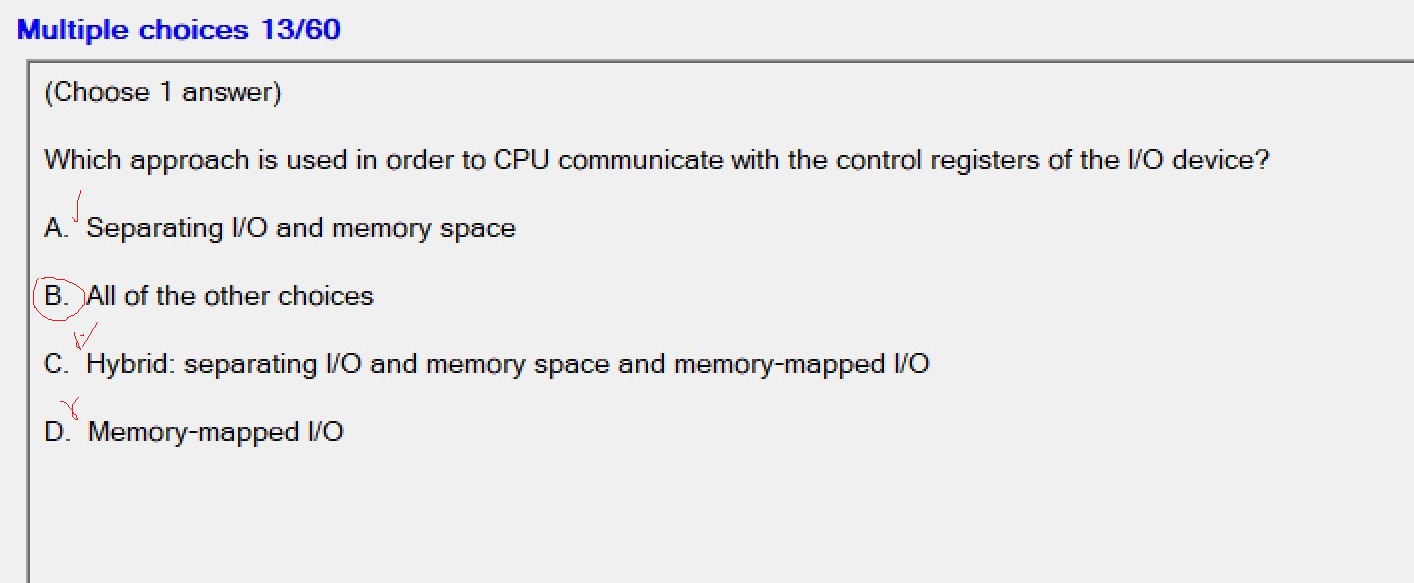 Multiple choices 13/60
(Choose 1 answer)
Which approach is used in order to CPU communicate with the control registers of the I/O device?
A. Separating I/O and memory space
B. All of the other choices
C. Hybrid: separating I/O and memory space and memory-mapped I/O
D. Memory-mapped I/O